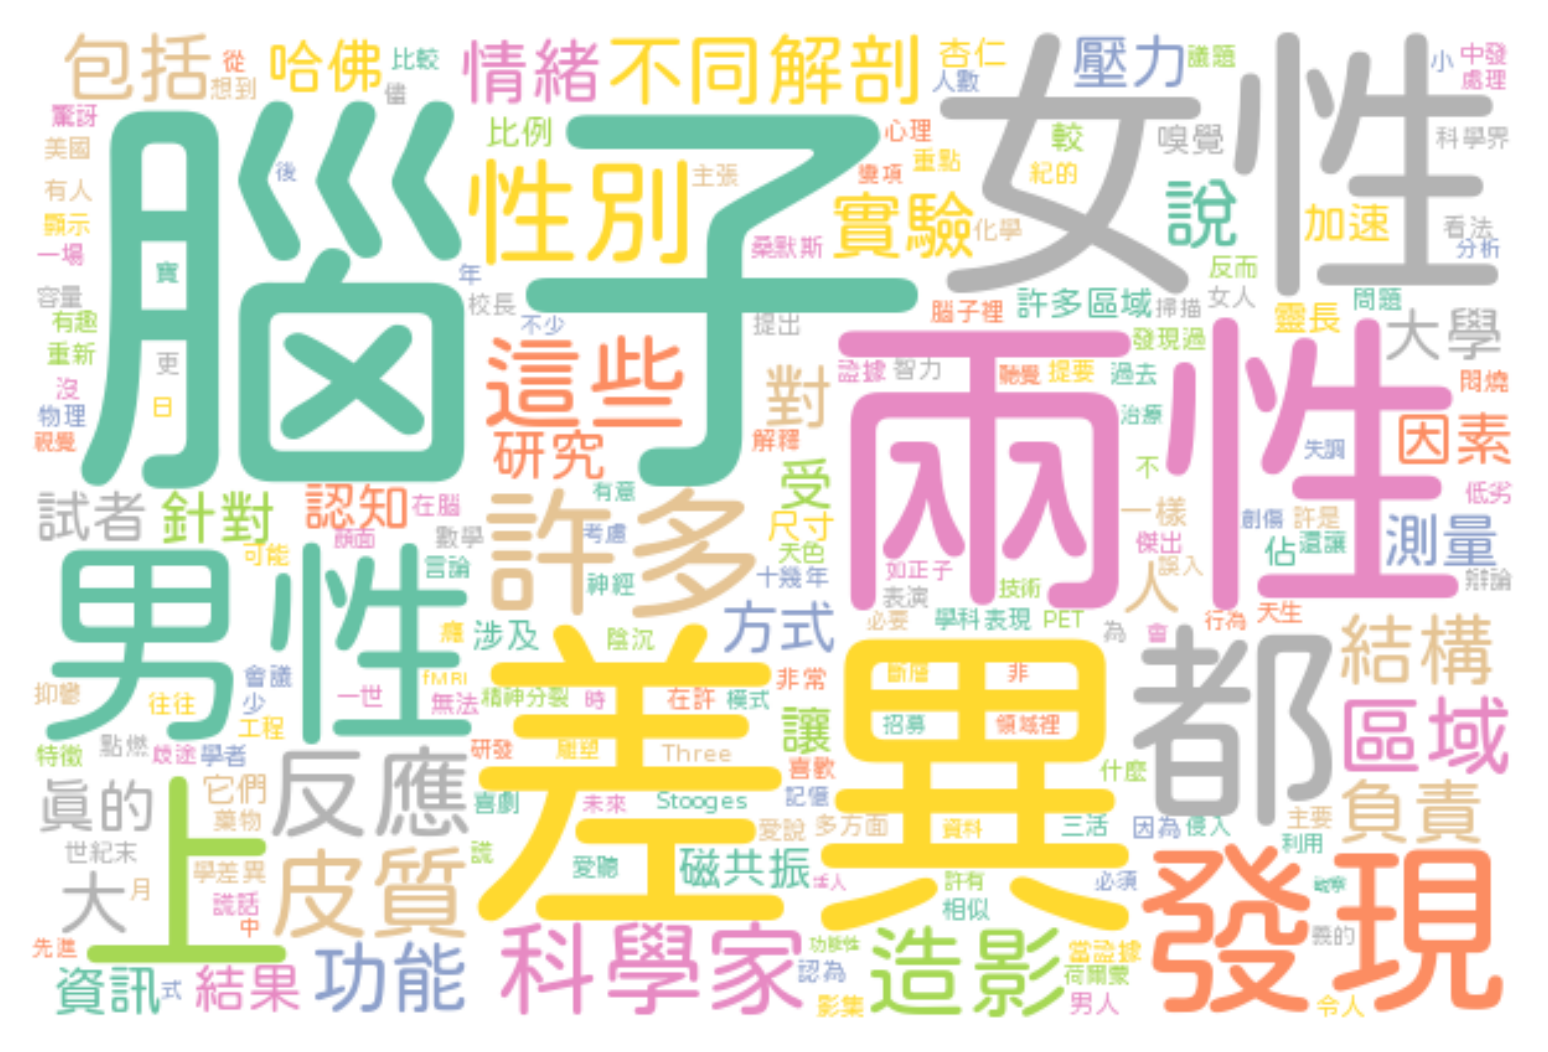 包括
從
想到
哈佛
比較
儘
情緒
不同
解剖
杏仁
人數
壓力
議題
小
中發
處理
驚訝
美國
有人
顯示
一場
容量
有趣
重新
沒
物理
視覺
腦子
後
寶
更
日
比例
性別
主張
心理
變項
重點
實驗
化學
桑默斯
女性
較
紀的
嗅覺
說
加速
科學界
看法
分析
年
校長
不少
提出
腦子裡
許多區域
掃描
反而
女人
靈長
問題
大學
發現過
這些
研究
對
解釋
證據
智力
聽覺
提要
過去
治療
兩性
悶燒
因素
失調
低劣
不
試者
針對
認知
在腦
顏面
數學
有意
許多
考慮
神經
受
尺寸
天色
十幾年
一樣
傑出
創傷
許是
佔
還讓
測量
辯論
誤入
人
如正子
表演
技術
必要
學科
表現
PET
為
會
行為
天生
可能
言論
男性
癮
涉及
陰沉
方式
結構
抑鬱
往往
會議
少
工程
一世
fMRI
無法
精神分裂
時
在許
模式
非常
差異
斷層
非
招募
領域裡
都
區域
特徵
點燃
歧途
學者
研發
雕塑
Three
讓
喜歡
什麼
真的
上
它們
藥物
反應
喜劇
未來
Stooges
記憶
愛說
多方面
資料
三活
因為
侵入
主要
利用
負責
世紀末
大
月
學差異
謊話
中
皮質
謊
愛聽
磁共振
許有
相似
必須
觀察
發現
義的
先進
資訊
式
結果
功能
科學家
功能性
認為
影集
造影
當證據
荷爾蒙
男人
令人